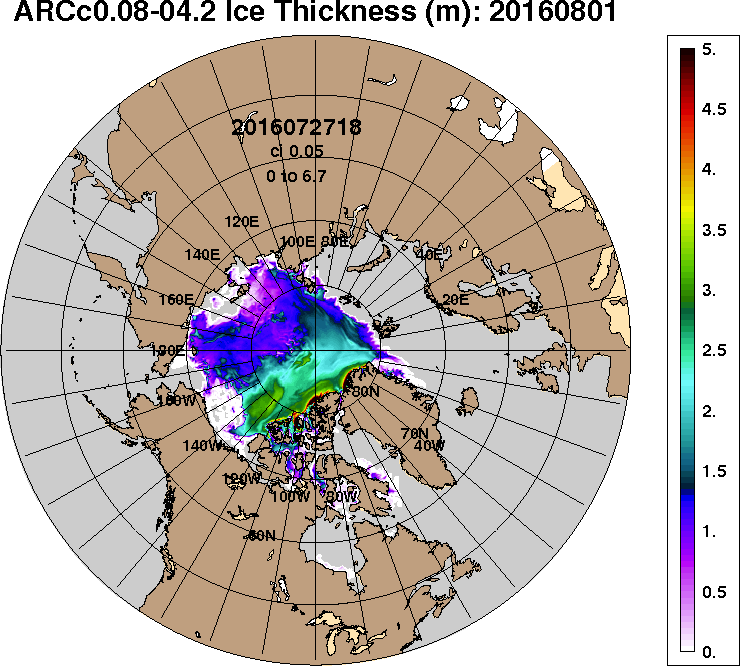 ARCc0.08-04.2 Ice Thickness (m): 20160801
2016072718
ci 0.05
0 to 6.7
120E
100E
80E
140E
40E
160E
20E
180E
160W
80N
140W
70N
40W
120W
100W
80W
60N
5.
4.5
4.
3.5
3.
2.5
2.
1.5
1.
0.5
0.